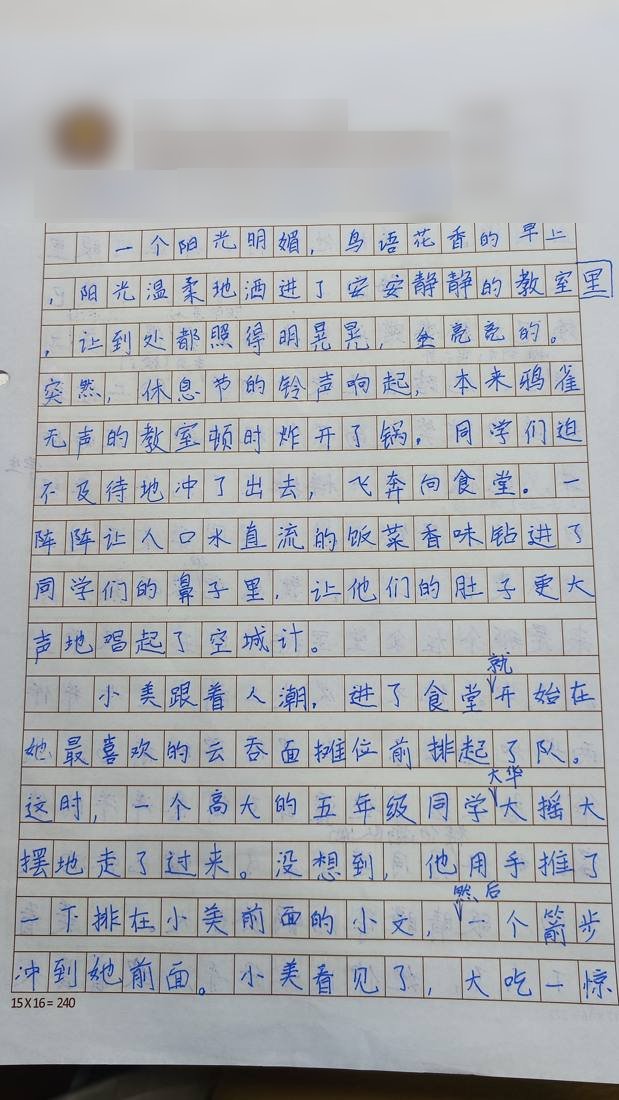 一个阳光明媚，鸟语花香的早上
，阳光温柔地洒进了安安静静的教室里
，让到处都照得明晃晃，金亮亮的。
突然，休息节的铃声响起，本来鸦雀
无声的教室顿时炸开了锅。同学们迫
不及待地冲了出去，飞奔向食堂。一
阵阵让人口水直流的饭菜香味钻进了
同学们的鼻子里，让他们的肚子更大
声地唱起了空城计。
小美跟着人潮，进了食堂就开始在
她最喜欢的云吞面摊位前排起了队。
这时，一个高大的五年级同学大华大摇大
摆地走了过来。没想到，他用手推了
一下排在小美前面的小文，然后一个箭步
冲到她前面。小美看见了，大吃一惊
15X16=240